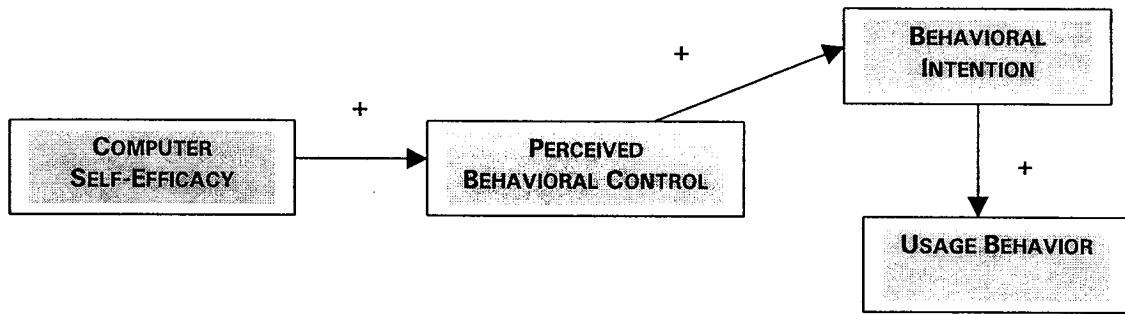 +
BEHAVIORAL
INTENTION
+
COMPUTER
SELF-EFFICACY
PERCEIVED
BEHAVIORAL CONTROL
+
USAGE BEHAVIOR